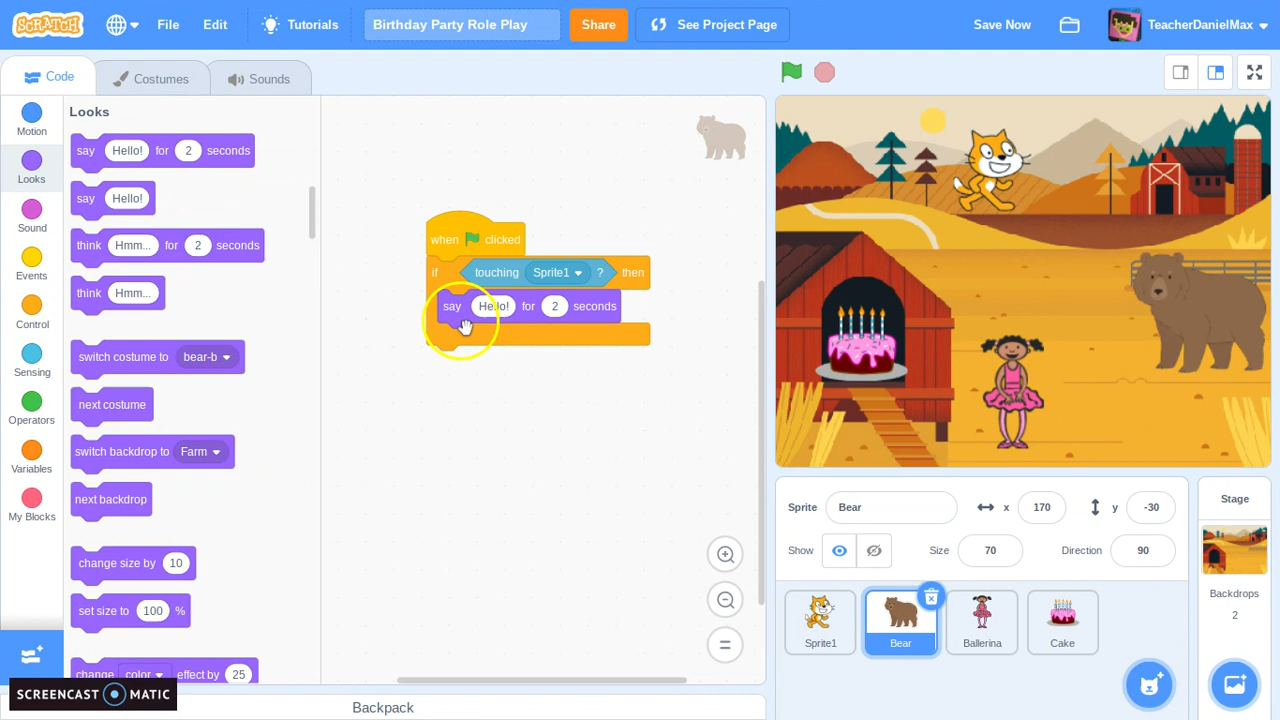 SCRATCH File Edit Tutorials Birthday Party Role Play Share See Project Page Save Now TeacherDanielMax
Code Costumes Sounds
Motion
Looks
Sound
Events
Control
Sensing
Operators
Variables
My Blocks
Looks
say Hello! for 2 seconds
say Hello!
think Hmm... for 2 seconds
think Hmm...
switch costume to bear-b
next costume
switch backdrop to Farm
next backdrop
change size by 10
set size to 100 %
change color effect by 25
when clicked
if touching Sprite1 ? then
say Hello! for 2 seconds
Sprite Bear x 170 y -30
Show Size 70 Direction 90
Sprite1 Bear Ballerina Cake
Stage
Backdrops
2
Backpack
SCREENCAST MATIC